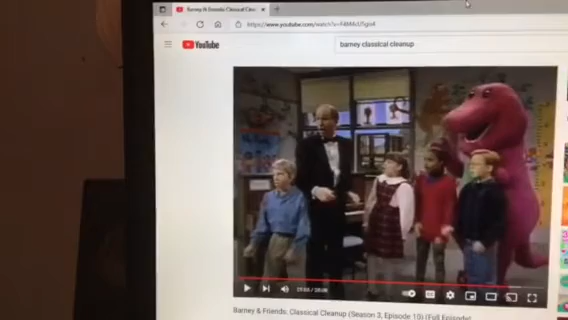 Barney & Friends: Classical Clea
https://www.youtube.com/watch?v=
YouTube
barney classical cleanup
Barney & Friends: Classical Cleanup (Season 3, Episode 10) (Full Episode)